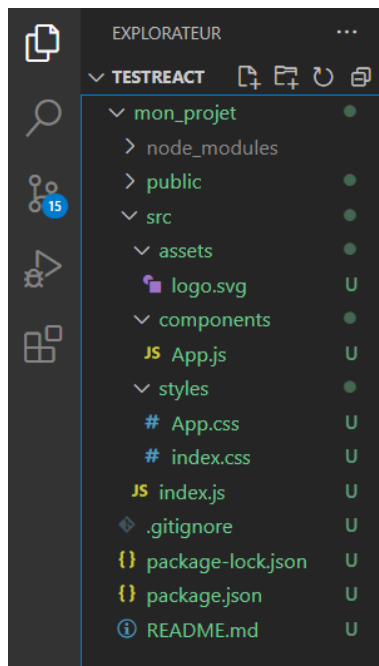 EXPLORATEUR ...
TESTREACT
mon_projet
node_modules
public
15
src
assets
logo.svg U
components
JS App.js U
styles
# App.css U
# index.css U
JS index.js U
.gitignore U
{} package-lock.json U
{} package.json U
README.md U